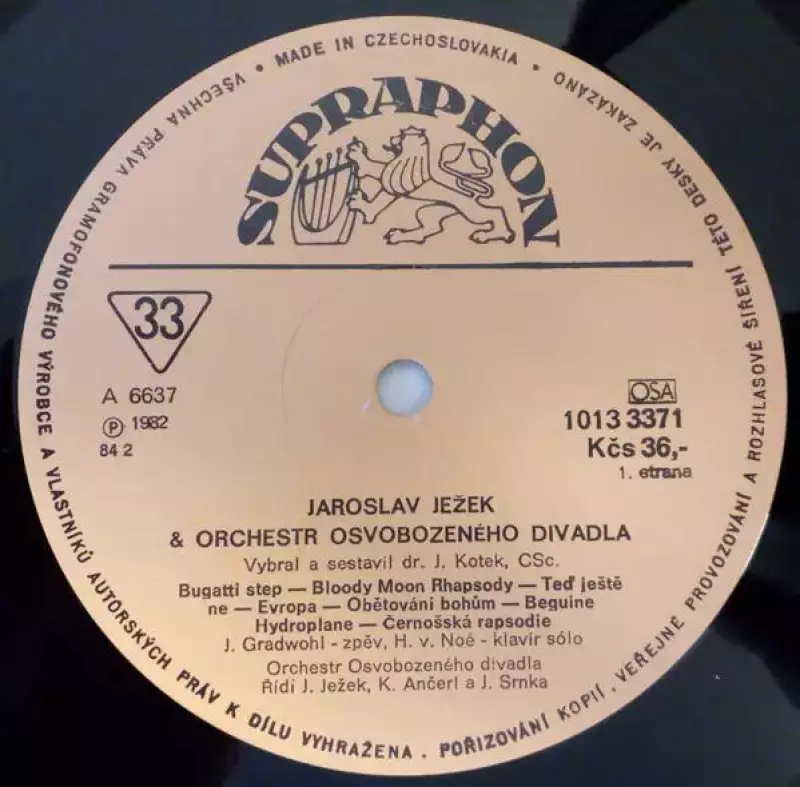 VŠECHNA PRÁVA GRAMOFONOVÉHO VÝROBCE A VLASTNÍKŮ AUTORSKÝCH PRÁV K DÍLU VYHRAŽENA . POŘIZOVÁNÍ KOPIÍ . VEŘEJNÉ PROVOZOVÁNÍ A ROZHLASOVÉ ŠÍŘENÍ TÉTO DESKY JE ZAKÁZÁNO
• MADE IN CZECHOSLOVAKIA •
SUPRAPHON
33
A 6637
Ⓟ 1982
84 2
OSA
1013 3371
Kčs 36,-
1. strana
JAROSLAV JEŽEK
& ORCHESTR OSVOBOZENÉHO DIVADLA
Vybral a sestavil dr. J. Kotek, CSc.
Bugatti step — Bloody Moon Rhapsody — Teď ještě
ne — Evropa — Obětování bohům — Beguine
Hydroplane — Černošská rapsodie
J. Gradwohl - zpěv, H. v. Noé - klavír sólo
Orchestr Osvobozeného divadla
Řídí J. Ježek, K. Ančerl a J. Srnka